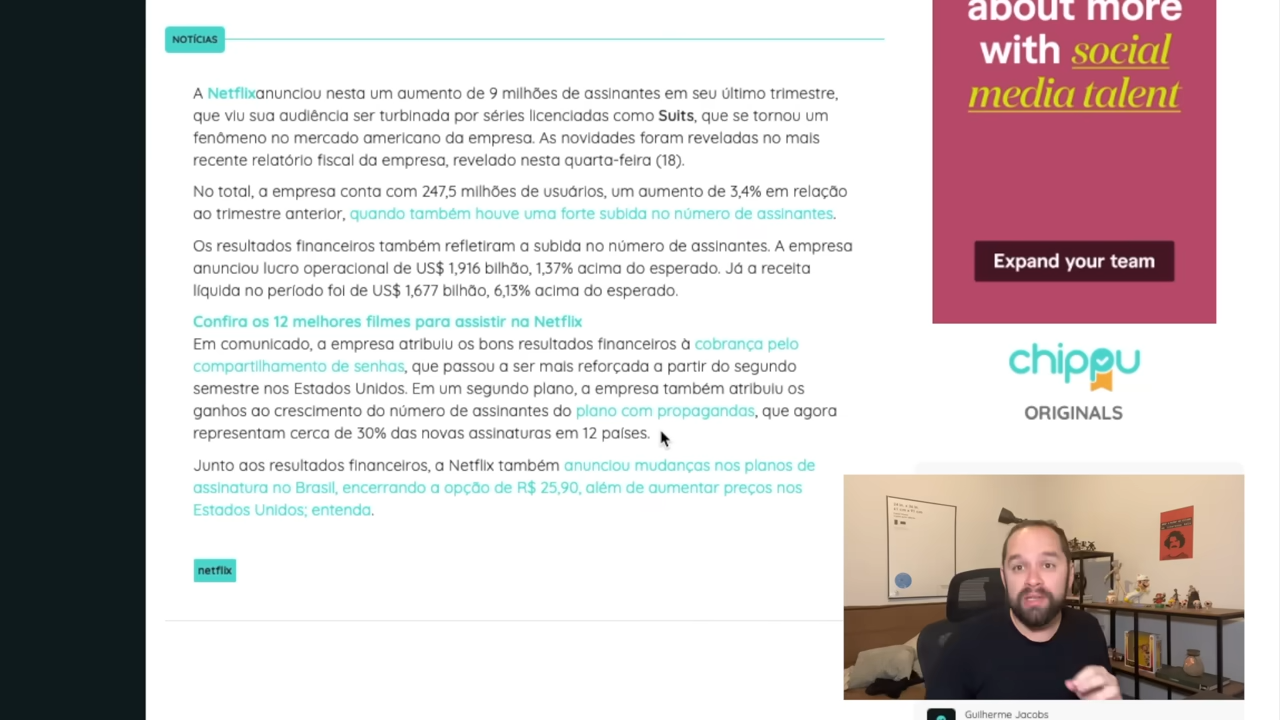 NOTÍCIAS
A Netflixanunciou nesta um aumento de 9 milhões de assinantes em seu último trimestre,
que viu sua audiência ser turbinada por séries licenciadas como Suits, que se tornou um
fenômeno no mercado americano da empresa. As novidades foram reveladas no mais
recente relatório fiscal da empresa, revelado nesta quarta-feira (18).
No total, a empresa conta com 247,5 milhões de usuários, um aumento de 3,4% em relação
ao trimestre anterior, quando também houve uma forte subida no número de assinantes.
Os resultados financeiros também refletiram a subida no número de assinantes. A empresa
anunciou lucro operacional de US$ 1,916 bilhão, 1,37% acima do esperado. Já a receita
líquida no período foi de US$ 1,677 bilhão, 6,13% acima do esperado.
Confira os 12 melhores filmes para assistir na Netflix
Em comunicado, a empresa atribuiu os bons resultados financeiros à cobrança pelo
compartilhamento de senhas, que passou a ser mais reforçada a partir do segundo
semestre nos Estados Unidos. Em um segundo plano, a empresa também atribuiu os
ganhos ao crescimento do número de assinantes do plano com propagandas, que agora
representam cerca de 30% das novas assinaturas em 12 países.
Junto aos resultados financeiros, a Netflix também anunciou mudanças nos planos de
assinatura no Brasil, encerrando a opção de R$ 25,90, além de aumentar preços nos
Estados Unidos; entenda.
netflix
about more
with social
media talent
Expand your team
chippu
ORIGINALS
Guilherme Jacobs